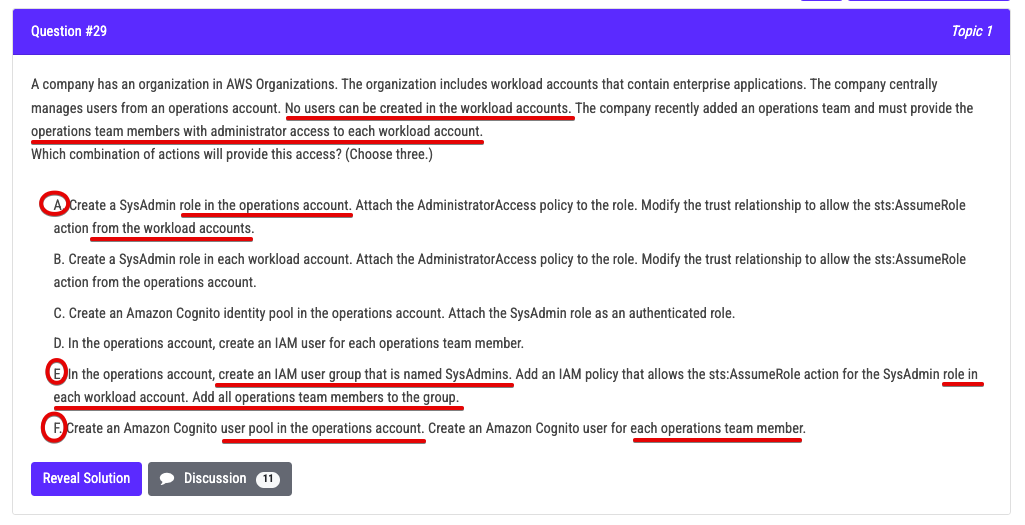 Question #29
Topic 1
A company has an organization in AWS Organizations. The organization includes workload accounts that contain enterprise applications. The company centrally
manages users from an operations account. No users can be created in the workload accounts. The company recently added an operations team and must provide the
operations team members with administrator access to each workload account.
Which combination of actions will provide this access? (Choose three.)
A. Create a SysAdmin role in the operations account. Attach the AdministratorAccess policy to the role. Modify the trust relationship to allow the sts:AssumeRole
action from the workload accounts.
B. Create a SysAdmin role in each workload account. Attach the AdministratorAccess policy to the role. Modify the trust relationship to allow the sts:AssumeRole
action from the operations account.
C. Create an Amazon Cognito identity pool in the operations account. Attach the SysAdmin role as an authenticated role.
D. In the operations account, create an IAM user for each operations team member.
E. In the operations account, create an IAM user group that is named SysAdmins. Add an IAM policy that allows the sts:AssumeRole action for the SysAdmin role in
each workload account. Add all operations team members to the group.
F. Create an Amazon Cognito user pool in the operations account. Create an Amazon Cognito user for each operations team member.
Reveal Solution
Discussion 11